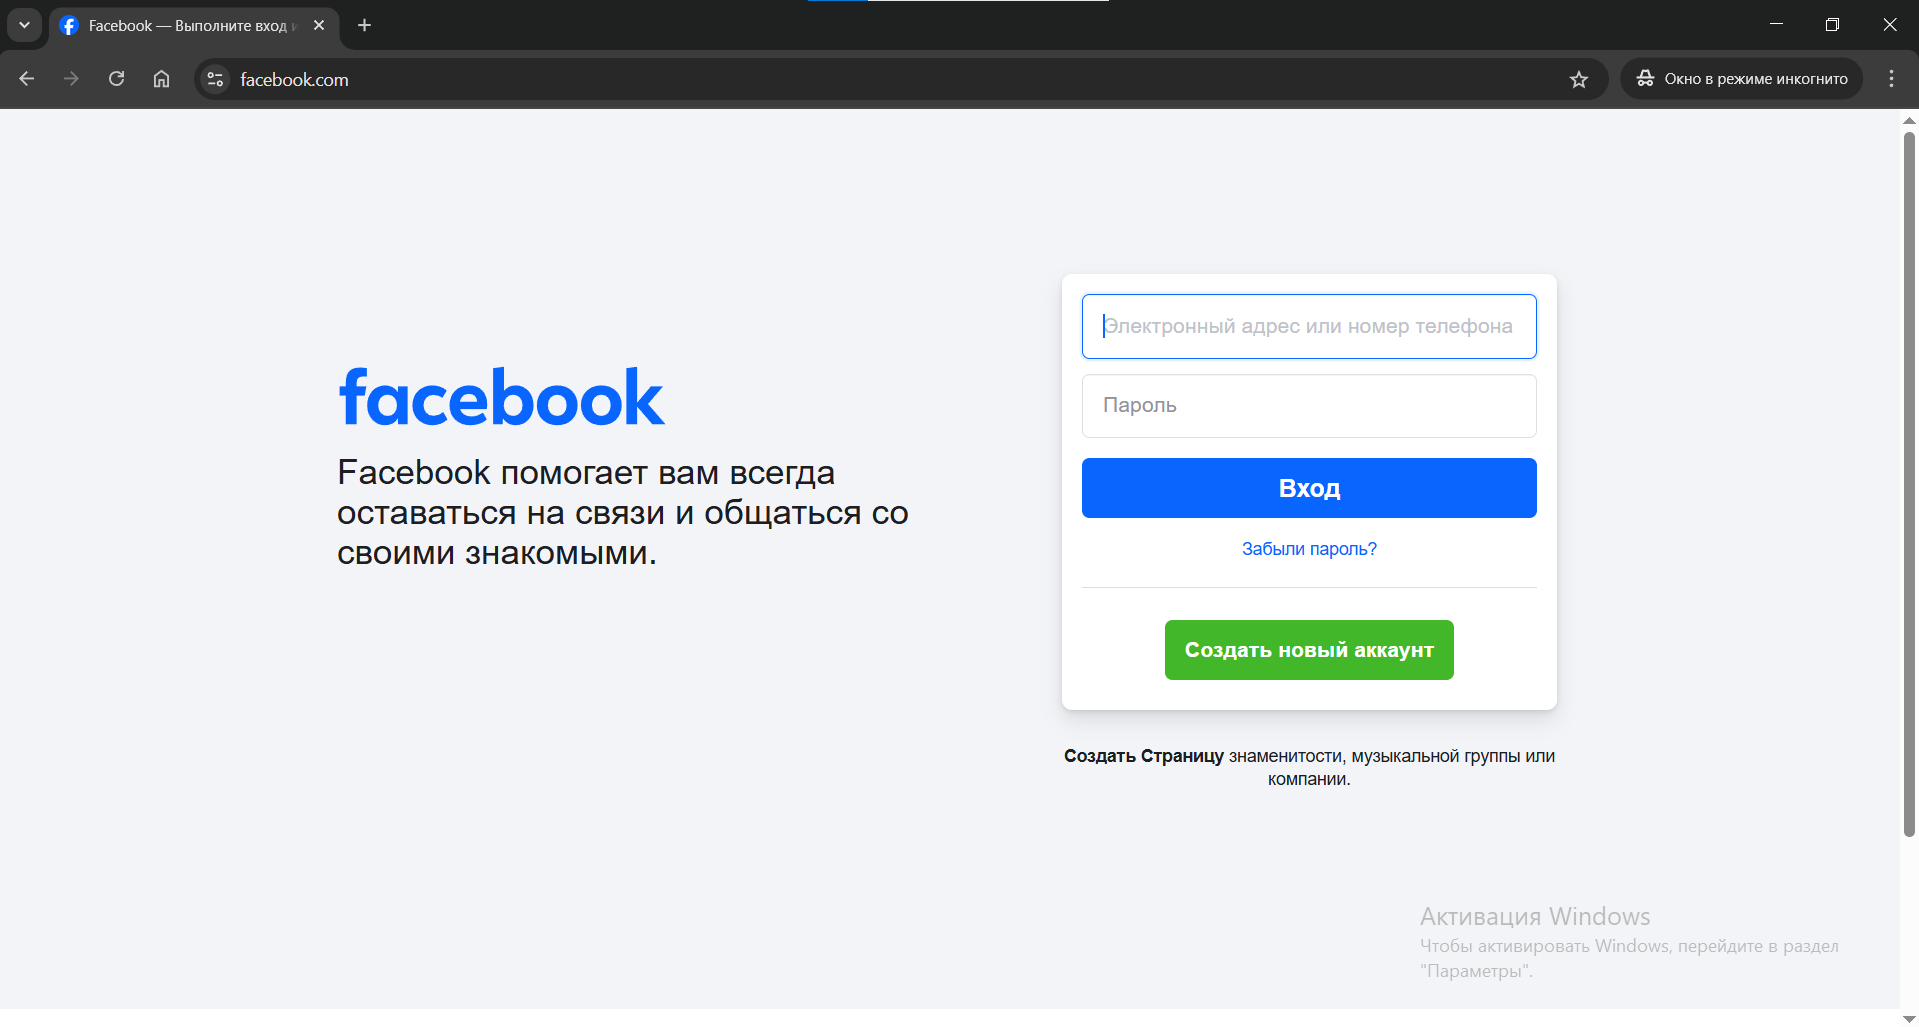 Facebook — Выполните вход и
facebook.com
Окно в режиме инкогнито
facebook
Facebook помогает вам всегда
оставаться на связи и общаться со
своими знакомыми.
Электронный адрес или номер телефона
Пароль
Вход
Забыли пароль?
Создать новый аккаунт
Создать Страницу знаменитости, музыкальной группы или
компании.
Активация Windows
Чтобы активировать Windows, перейдите в раздел
"Параметры".